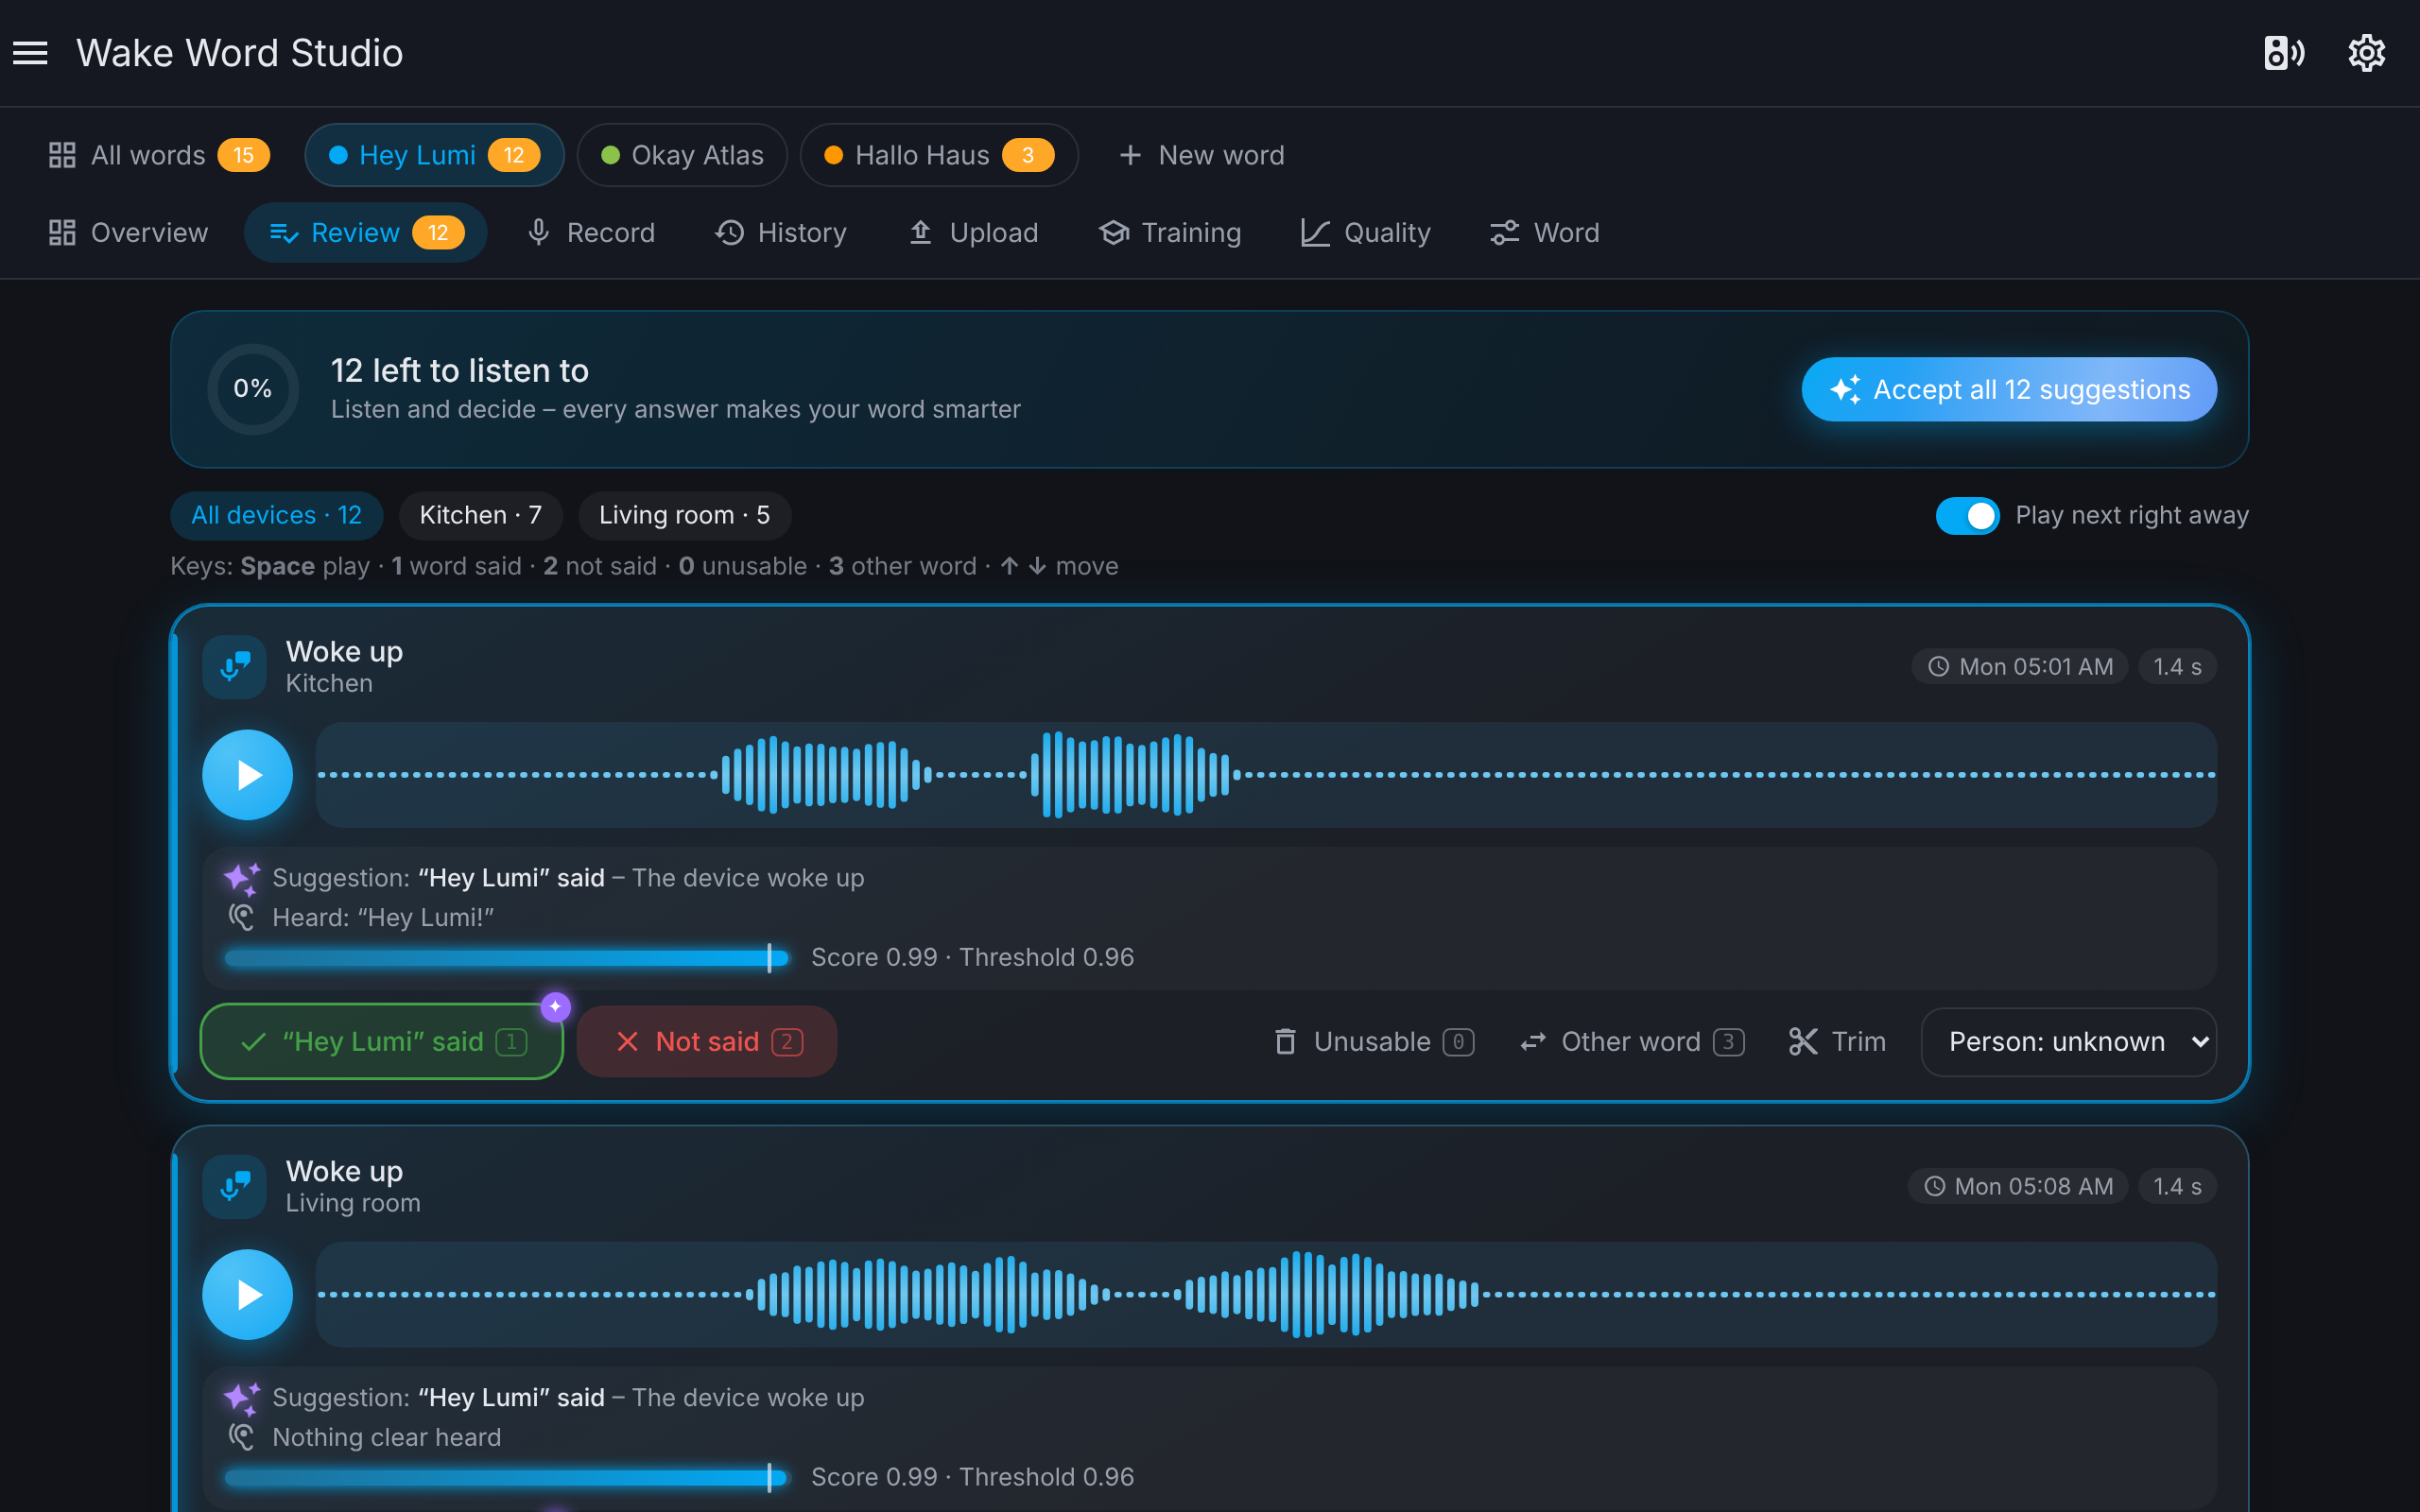 Wake Word Studio
All words 15 Hey Lumi 12 Okay Atlas Hallo Haus 3 + New word
Overview Review 12 Record History Upload Training Quality Word
0%
12 left to listen to
Listen and decide – every answer makes your word smarter
Accept all 12 suggestions
All devices · 12 Kitchen · 7 Living room · 5 Play next right away
Keys: Space play · 1 word said · 2 not said · 0 unusable · 3 other word · ↑ ↓ move
Woke up
Kitchen
Mon 05:01 AM 1.4 s
Suggestion: “Hey Lumi” said – The device woke up
Heard: “Hey Lumi!”
Score 0.99 · Threshold 0.96
“Hey Lumi” said 1 Not said 2 Unusable 0 Other word 3 Trim Person: unknown
Woke up
Living room
Mon 05:08 AM 1.4 s
Suggestion: “Hey Lumi” said – The device woke up
Nothing clear heard
Score 0.99 · Threshold 0.96